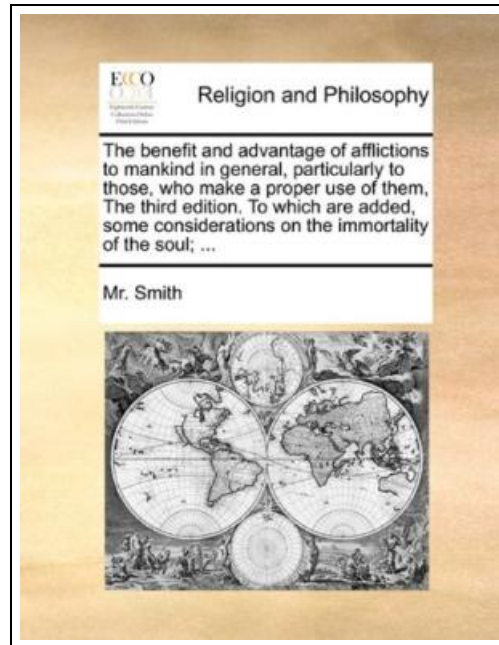 ECCO
Religion and Philosophy
The benefit and advantage of afflictions
to mankind in general, particularly to
those, who make a proper use of them,
The third edition. To which are added,
some considerations on the immortality
of the soul; ...
Mr. Smith